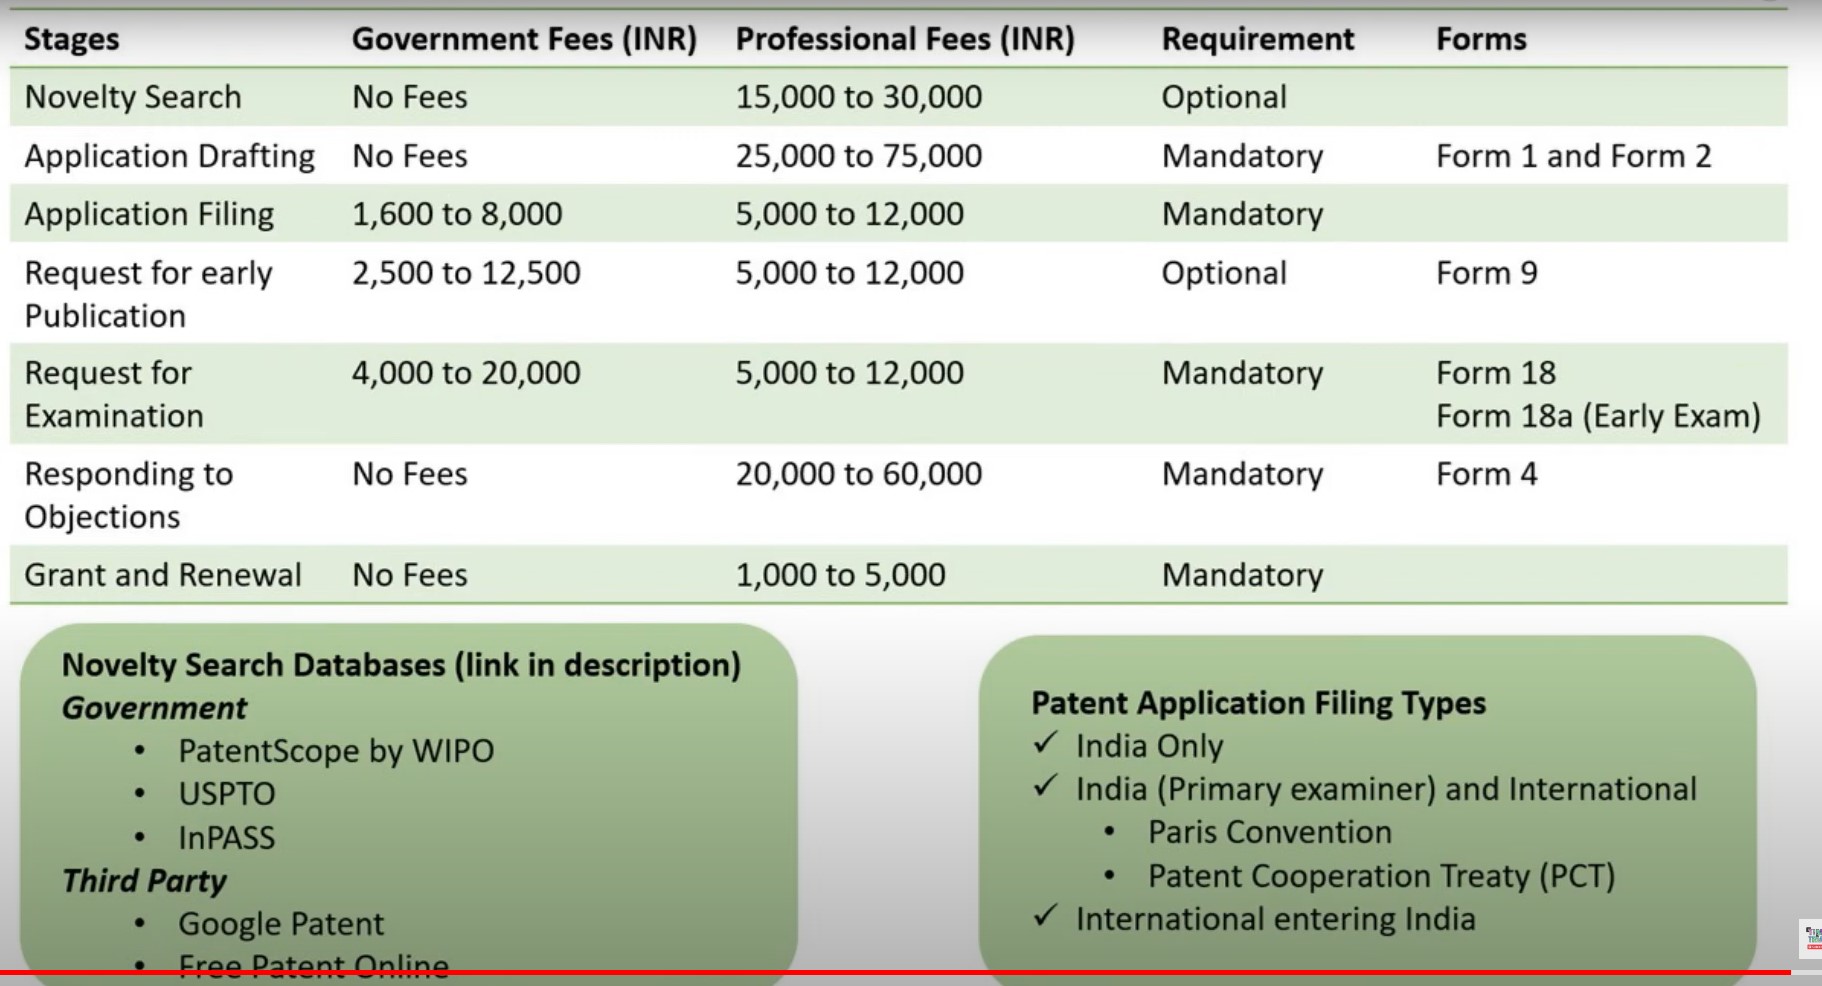 Stages Government Fees (INR) Professional Fees (INR) Requirement Forms
Novelty Search No Fees 15,000 to 30,000 Optional
Application Drafting No Fees 25,000 to 75,000 Mandatory Form 1 and Form 2
Application Filing 1,600 to 8,000 5,000 to 12,000 Mandatory
Request for early 2,500 to 12,500 5,000 to 12,000 Optional Form 9
Publication
Request for 4,000 to 20,000 5,000 to 12,000 Mandatory Form 18
Examination Form 18a (Early Exam)
Responding to No Fees 20,000 to 60,000 Mandatory Form 4
Objections
Grant and Renewal No Fees 1,000 to 5,000 Mandatory
Novelty Search Databases (link in description)
Government
• PatentScope by WIPO
• USPTO
• InPASS
Third Party
• Google Patent
• Free Patent Online
Patent Application Filing Types
✓ India Only
✓ India (Primary examiner) and International
• Paris Convention
• Patent Cooperation Treaty (PCT)
✓ International entering India